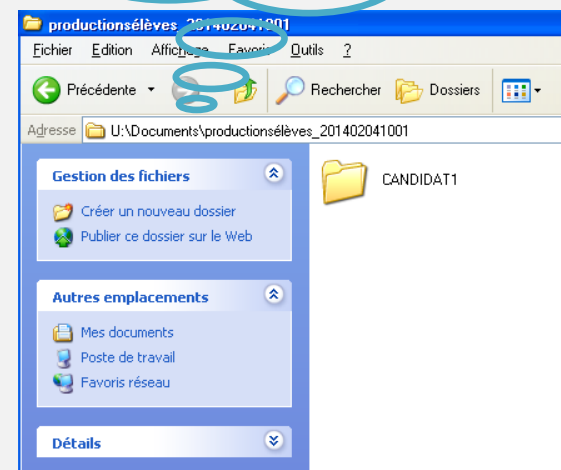 productionsélèves_201402041001
Fichier Edition Affichage Favoris Outils ?
Précédente Rechercher Dossiers
Adresse U:\Documents\productionsélèves_201402041001
Gestion des fichiers
Créer un nouveau dossier
Publier ce dossier sur le Web
Autres emplacements
Mes documents
Poste de travail
Favoris réseau
Détails
CANDIDAT1